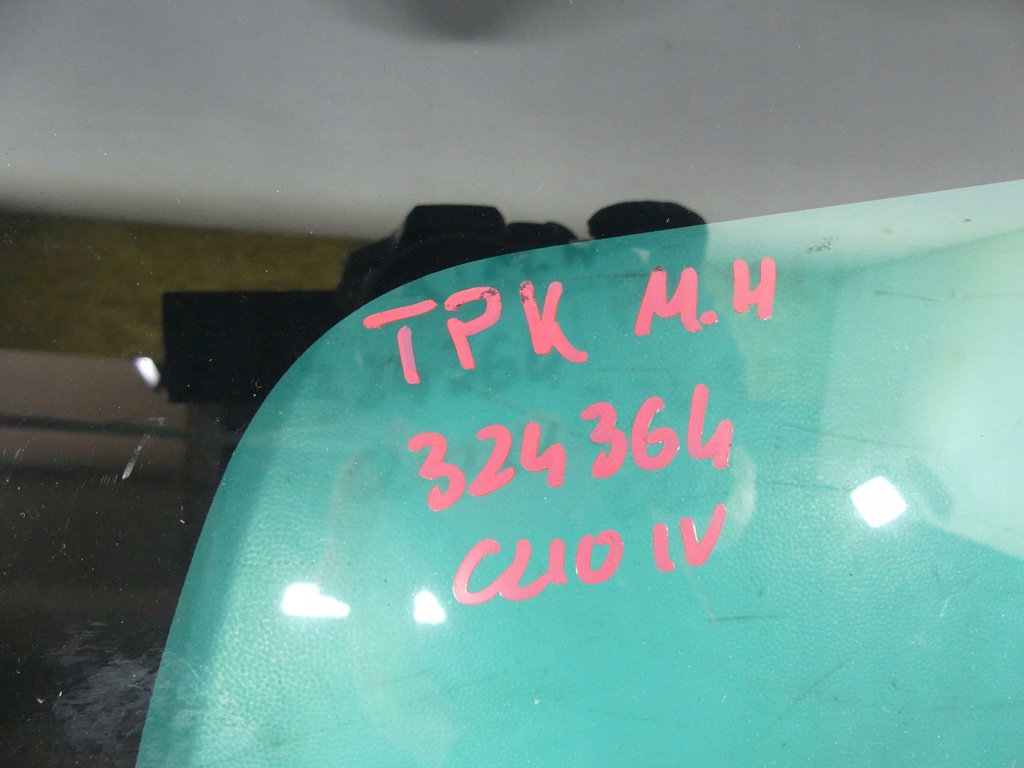 TPK M.H
324364
CLIO IV